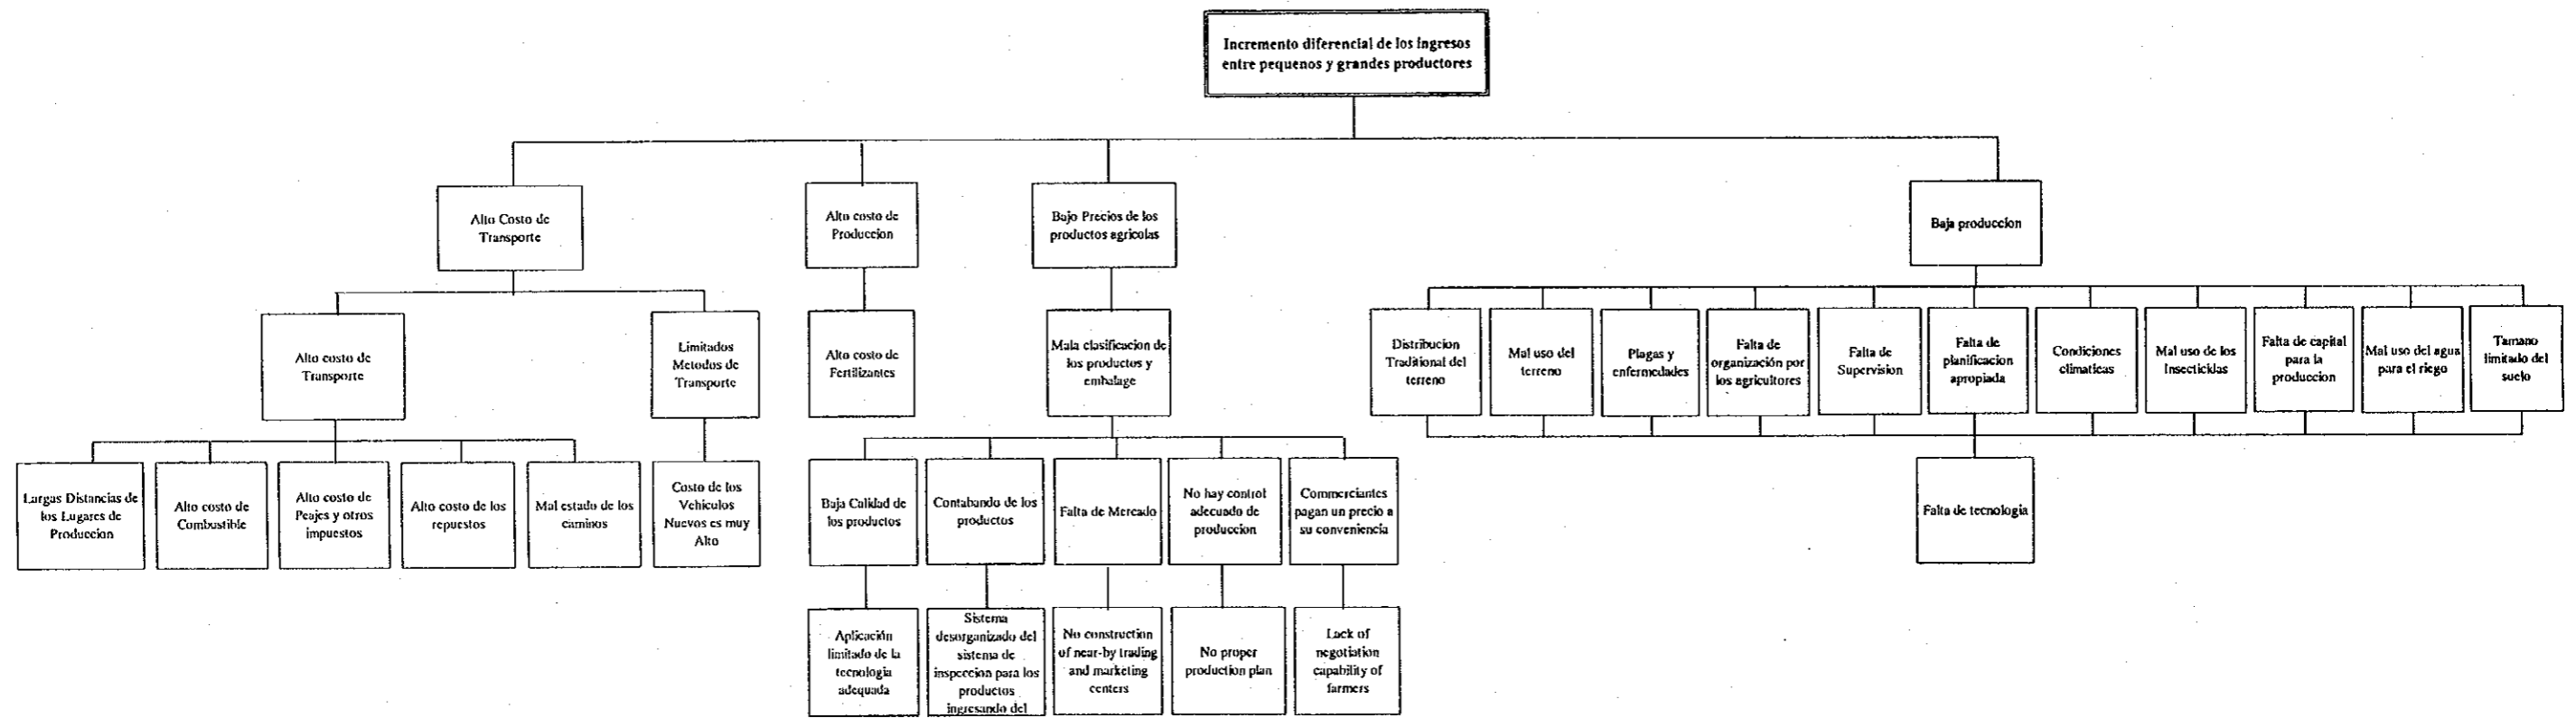 Incremento diferencial de los ingresos
entre pequenos y grandes productores
Alto Costo de
Transporte
Alto costo de
Produccion
Bajo Precios de los
productos agricolas
Baja produccion
Alto costo de
Transporte
Limitados
Metodos de
Transporte
Alto costo de
Fertilizantes
Mala clasificacion de
los productos y
embalage
Distribucion
Traditional del
terreno
Mal uso del
terreno
Plagas y
enfermedades
Falta de
organización por
los agricultores
Falta de
Supervision
Falta de
planificacion
apropiada
Condiciones
climaticas
Mal uso de los
Insecticidas
Falta de capital
para la
produccion
Mal uso del agua
para el riego
Tamano
limitado del
suelo
Largas Distancias de
los Lugares de
Produccion
Alto costo de
Combustible
Alto costo de
Peajes y otros
impuestos
Alto costo de los
repuestos
Mal estado de los
caminos
Costo de los
Vehiculos
Nuevos es muy
Alto
Baja Calidad de
los productos
Contabando de los
productos
Falta de Mercado
No hay control
adecuado de
produccion
Commerciantes
pagan un precio a
su conveniencia
Falta de tecnologia
Aplicación
limitado de la
tecnologia
adequada
Sistema
desorganizado del
sistema de
inspeccion para los
productos
ingresando del
No construction
of near-by trading
and marketing
centers
No proper
production plan
Lack of
negotiation
capability of
farmers